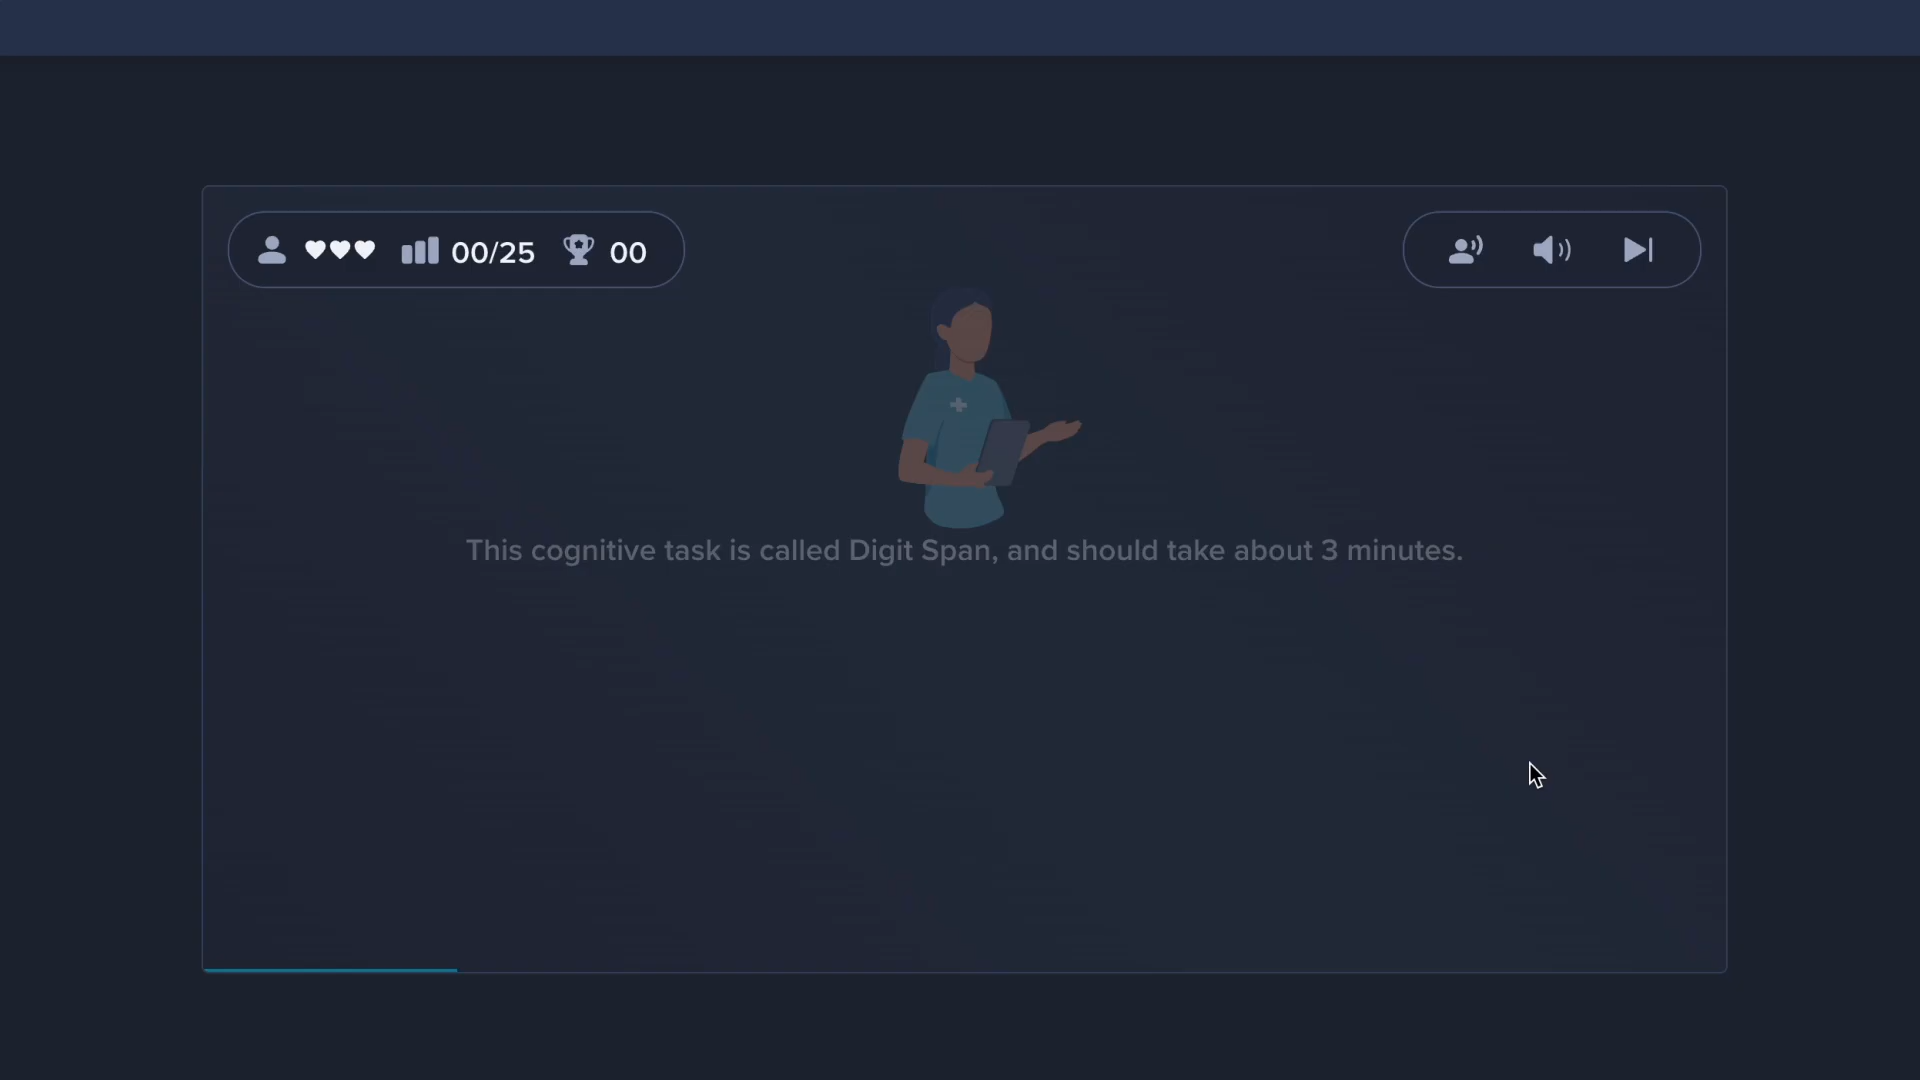 00/25 00
This cognitive task is called Digit Span, and should take about 3 minutes.